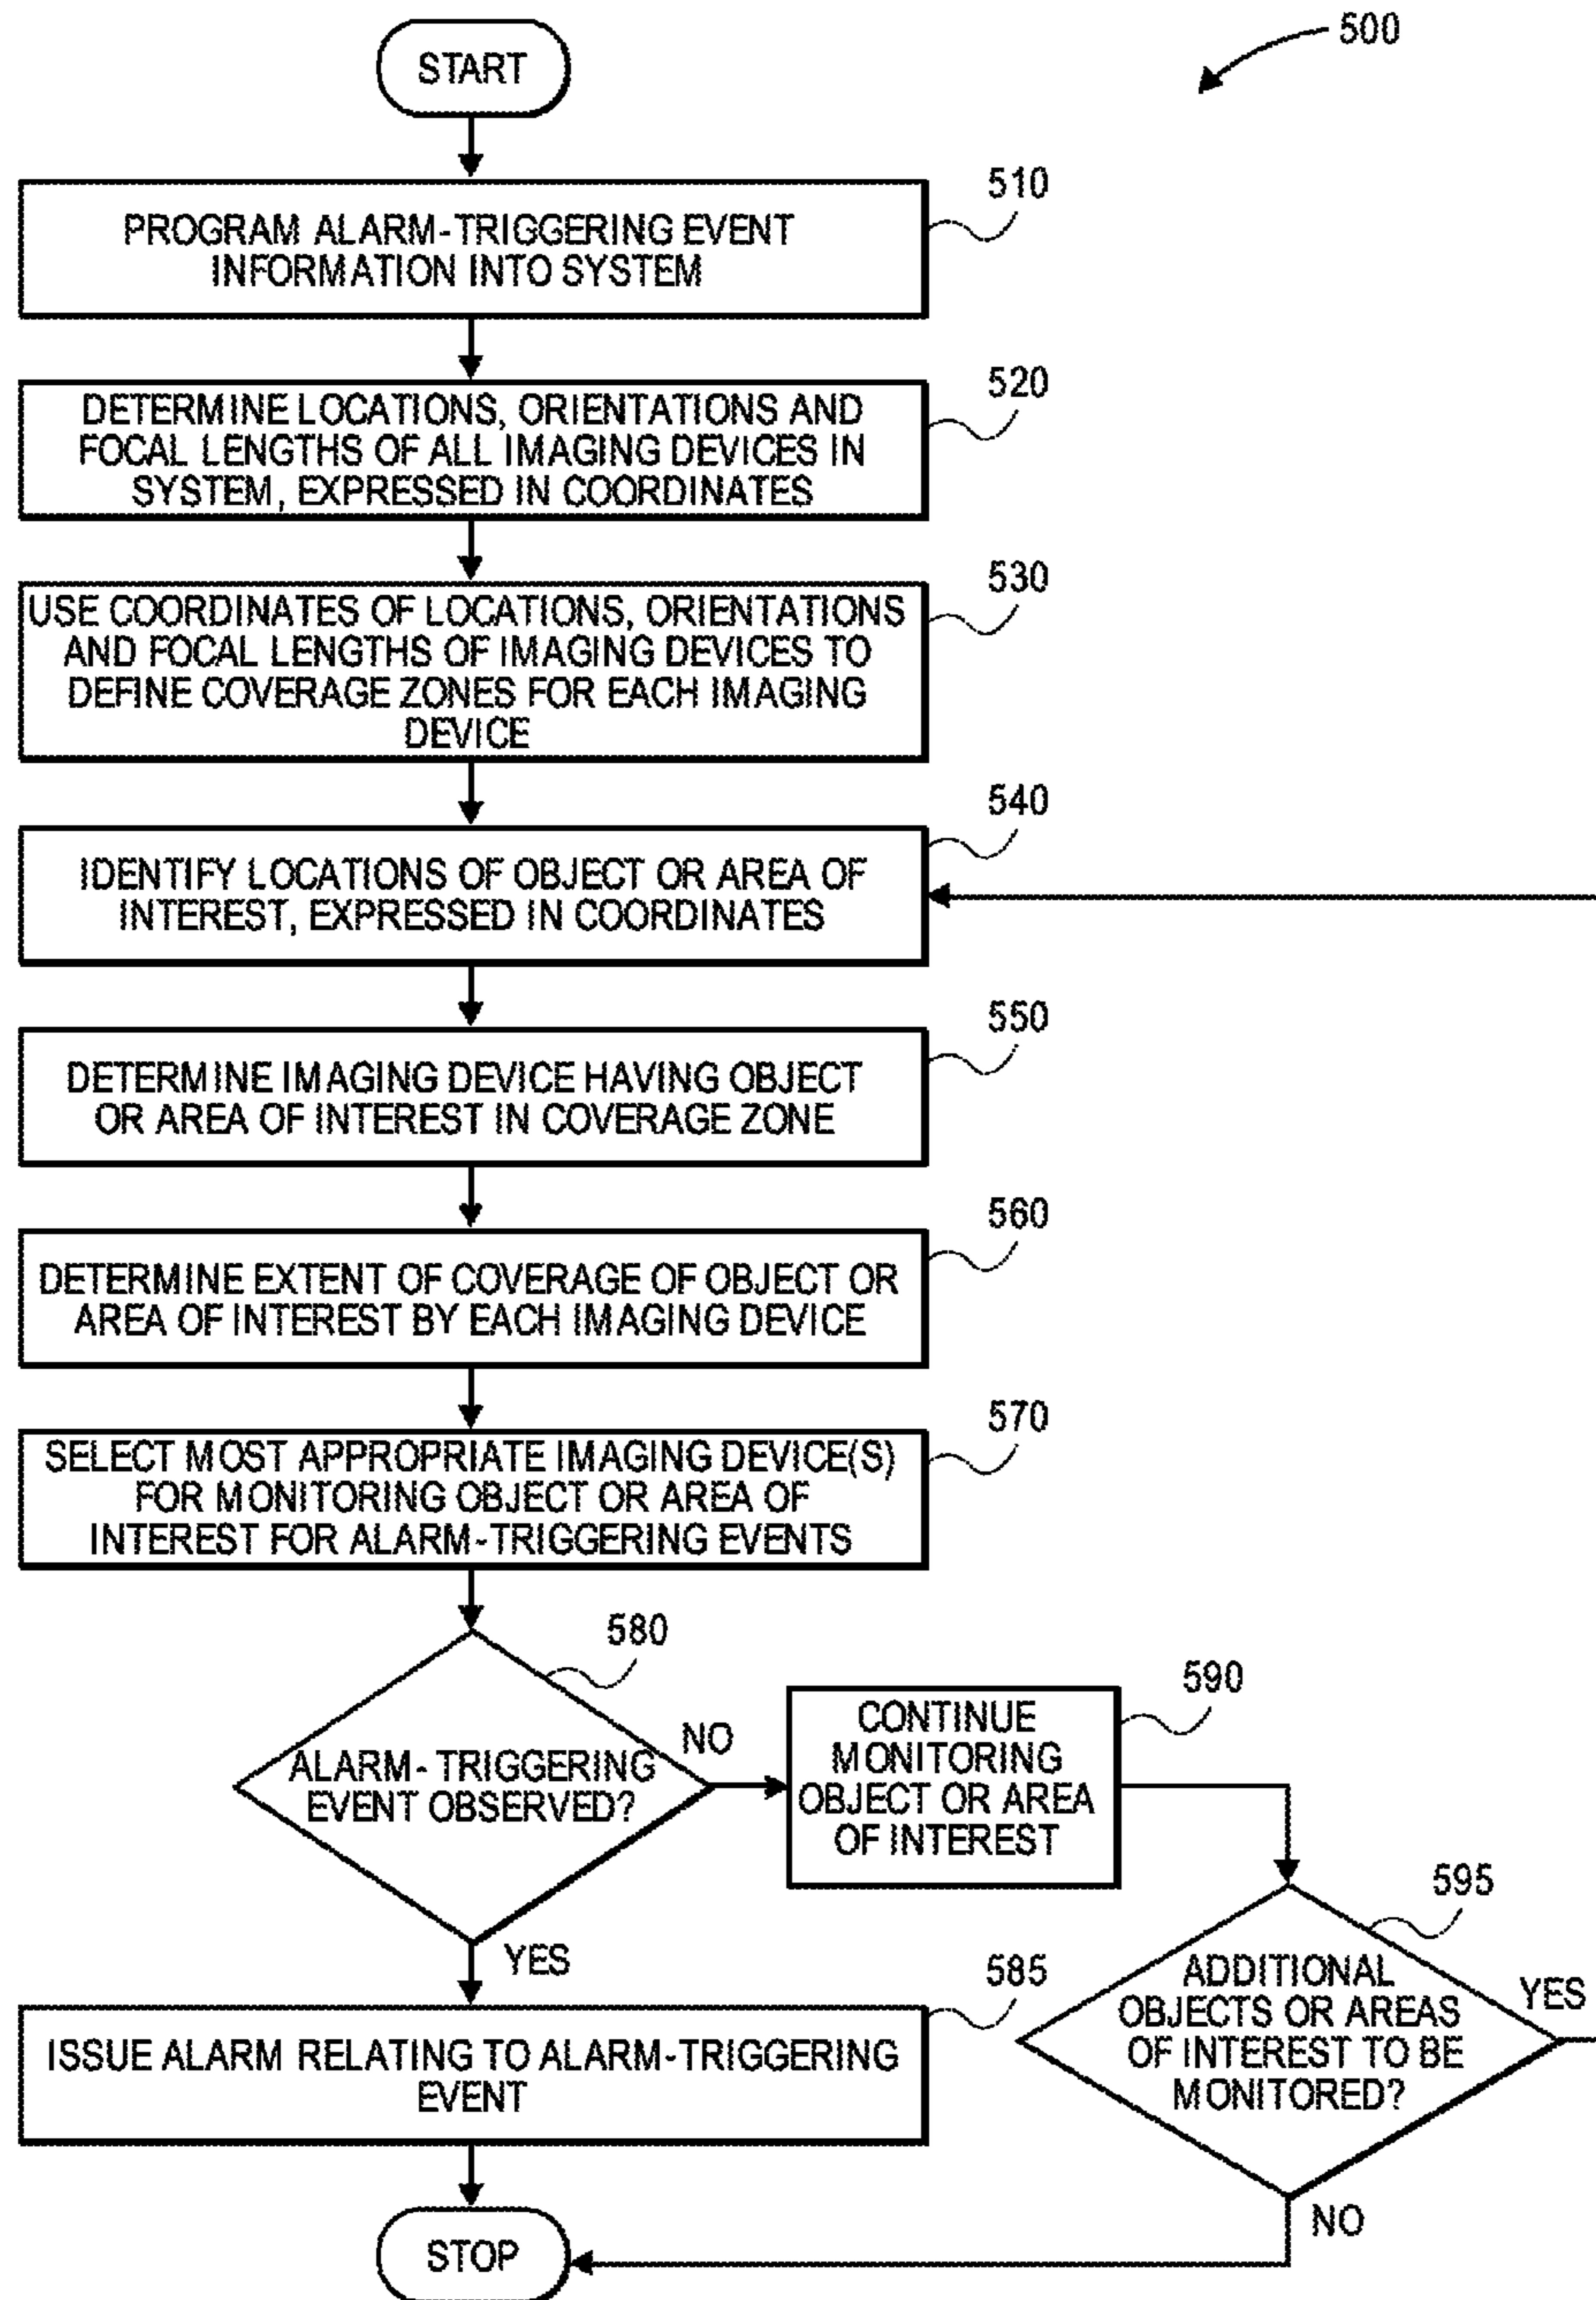 500
START
510
PROGRAM ALARM-TRIGGERING EVENT
INFORMATION INTO SYSTEM
520
DETERMINE LOCATIONS, ORIENTATIONS AND
FOCAL LENGTHS OF ALL IMAGING DEVICES IN
SYSTEM, EXPRESSED IN COORDINATES
530
USE COORDINATES OF LOCATIONS, ORIENTATIONS
AND FOCAL LENGTHS OF IMAGING DEVICES TO
DEFINE COVERAGE ZONES FOR EACH IMAGING
DEVICE
540
IDENTIFY LOCATIONS OF OBJECT OR AREA OF
INTEREST, EXPRESSED IN COORDINATES
550
DETERMINE IMAGING DEVICE HAVING OBJECT
OR AREA OF INTEREST IN COVERAGE ZONE
560
DETERMINE EXTENT OF COVERAGE OF OBJECT OR
AREA OF INTEREST BY EACH IMAGING DEVICE
570
SELECT MOST APPROPRIATE IMAGING DEVICE(S)
FOR MONITORING OBJECT OR AREA OF
INTEREST FOR ALARM-TRIGGERING EVENTS
580
ALARM- TRIGGERING
EVENT OBSERVED?
NO
590
CONTINUE
MONITORING
OBJECT OR AREA
OF INTEREST
YES
595
ADDITIONAL
OBJECTS OR AREAS
OF INTEREST TO BE
MONITORED?
YES
585
ISSUE ALARM RELATING TO ALARM-TRIGGERING
EVENT
NO
STOP